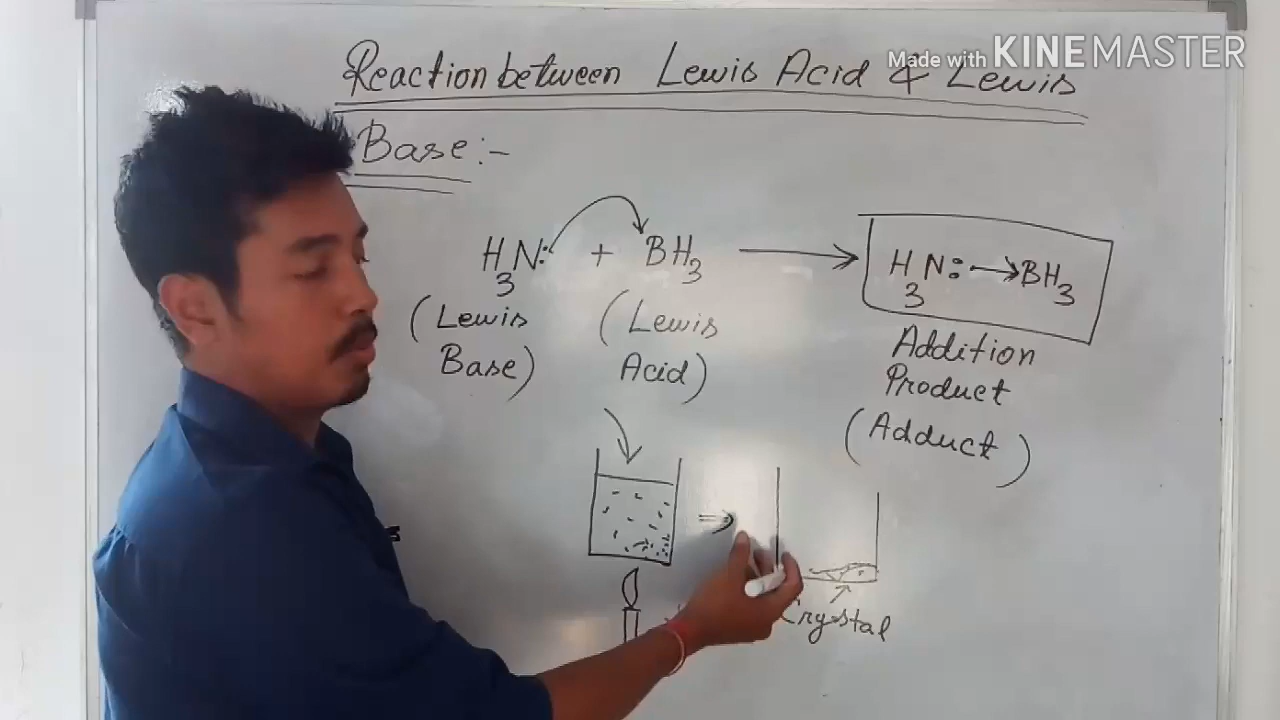 Made with KINEMASTER
Reaction between Lewis Acid & Lewis
Base :-
H3N: + BH3 ⟶ H3N: → BH3
(Lewis Base)
(Lewis Acid)
Addition
Product
(Adduct)
⇒
Crystal